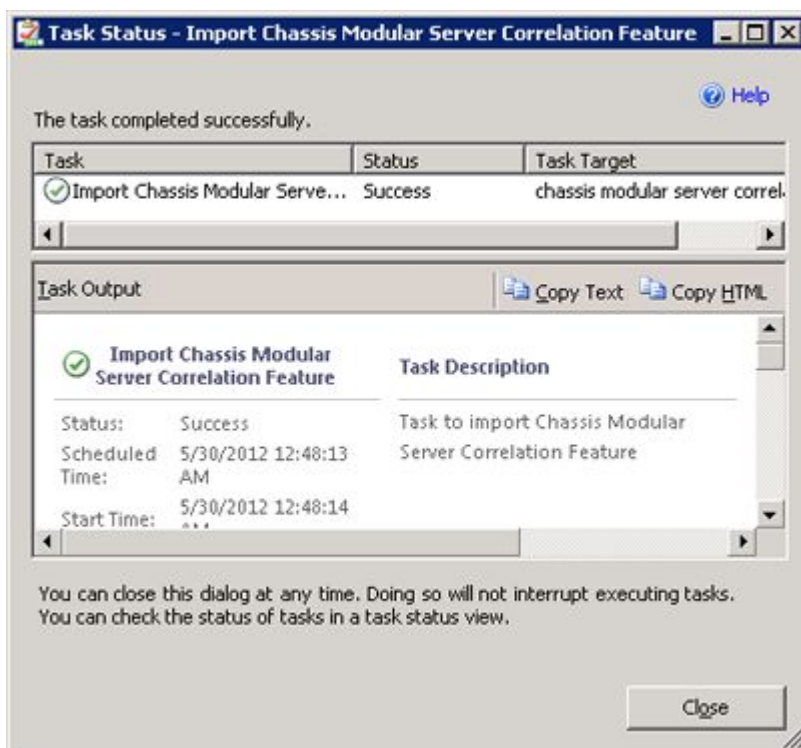 Task Status - Import Chassis Modular Server Correlation Feature
Help
The task completed successfully.
Task Status Task Target
Import Chassis Modular Serve... Success chassis modular server correl
Task Output Copy Text Copy HTML
Import Chassis Modular
Server Correlation Feature
Task Description
Status: Success
Scheduled Time: 5/30/2012 12:48:13 AM
Start Time: 5/30/2012 12:48:14
Task to import Chassis Modular
Server Correlation Feature
You can close this dialog at any time. Doing so will not interrupt executing tasks.
You can check the status of tasks in a task status view.
Close